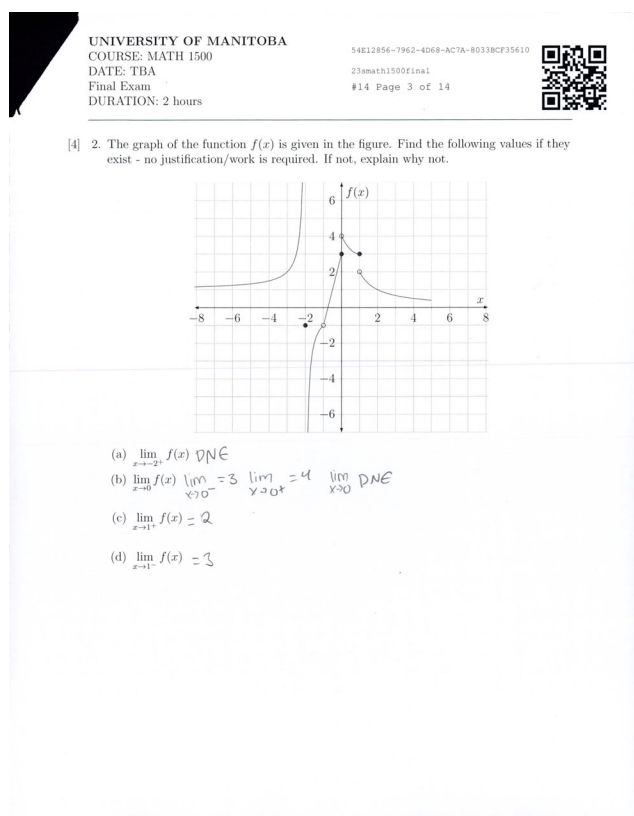 UNIVERSITY OF MANITOBA
COURSE: MATH 1500
DATE: TBA
Final Exam
DURATION: 2 hours
54E12856-7962-4D68-AC7A-8033BCF35610
23smath1500final
#14 Page 3 of 14
[4] 2. The graph of the function f(x) is given in the figure. Find the following values if they
exist - no justification/work is required. If not, explain why not.
f(x)
6
4
2
x
−8 −6 −4 −2 2 4 6 8
−2
−4
−6
(a) lim x→−2⁺ f(x) DNE
(b) lim x→0 f(x) lim x→0⁻ = 3 lim x→0⁺ = 4 lim x→0 DNE
(c) lim x→1⁺ f(x) = 2
(d) lim x→1⁻ f(x) = 3